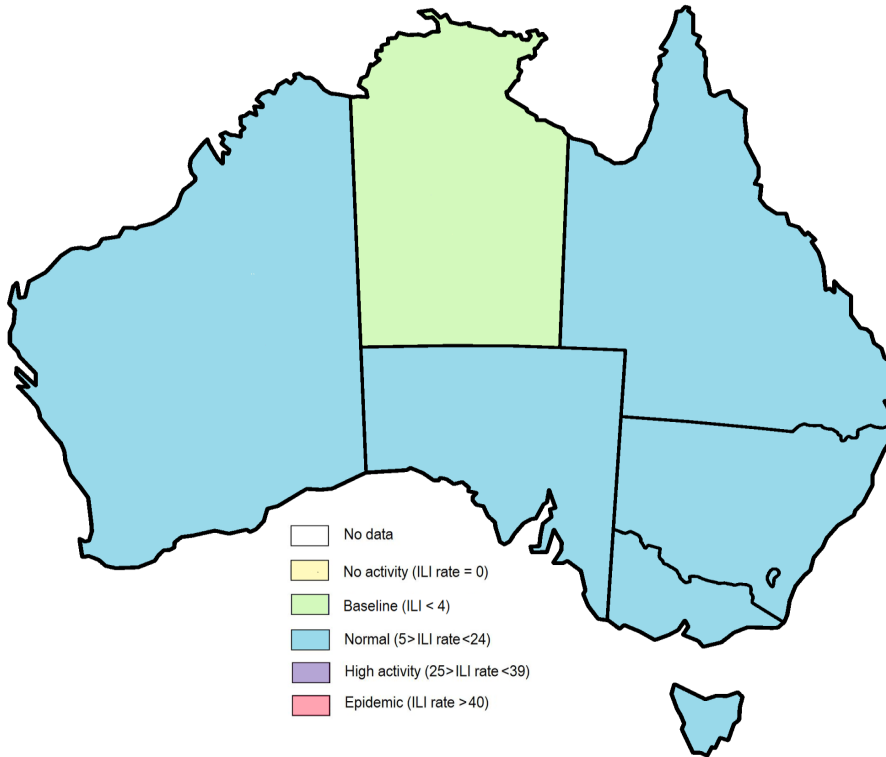 No data
No activity (ILI rate = 0)
Baseline (ILI < 4)
Normal (5>ILI rate<24)
High activity (25>ILI rate<39)
Epidemic (ILI rate >40)